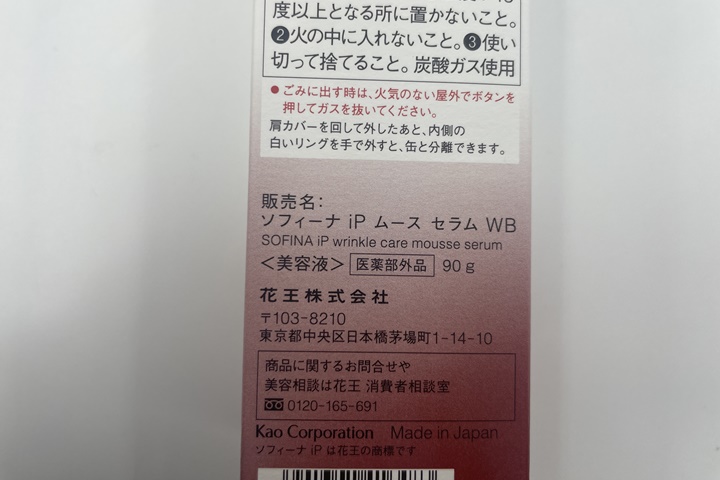 度以上となる所に置かないこと。
❷火の中に入れないこと。❸使い
切って捨てること。炭酸ガス使用
●ごみに出す時は、火気のない屋外でボタンを
押してガスを抜いてください。
肩カバーを回して外したあと、内側の
白いリングを手で外すと、缶と分離できます。
販売名：
ソフィーナ iP ムース セラム WB
SOFINA iP wrinkle care mousse serum
＜美容液＞ 医薬部外品 90 g
花王株式会社
〒103-8210
東京都中央区日本橋茅場町1-14-10
商品に関するお問合せや
美容相談は花王 消費者相談室
0120-165-691
Kao Corporation Made in Japan
ソフィーナ iP は花王の商標です